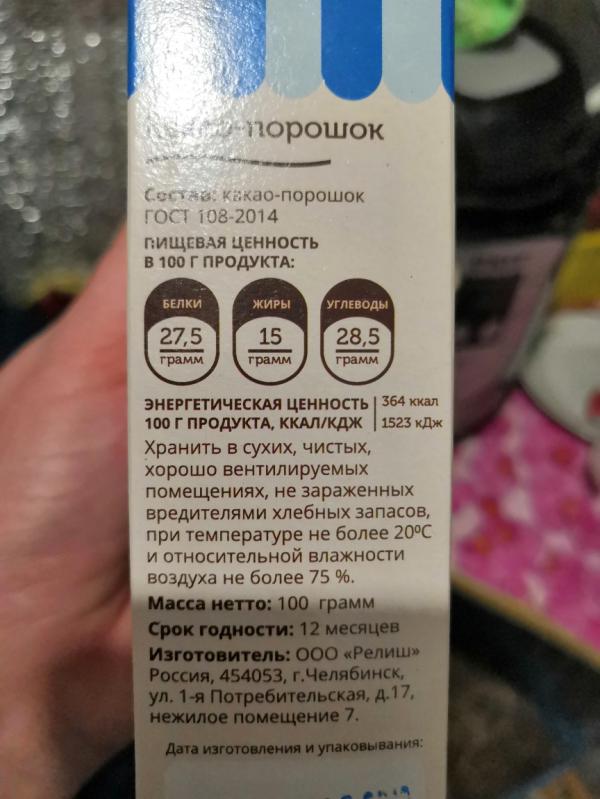 Какао-порошок
Состав: какао-порошок
ГОСТ 108-2014
ПИЩЕВАЯ ЦЕННОСТЬ
В 100 Г ПРОДУКТА:
БЕЛКИ ЖИРЫ УГЛЕВОДЫ
27,5 15 28,5
грамм грамм грамм
ЭНЕРГЕТИЧЕСКАЯ ЦЕННОСТЬ 364 ккал
100 Г ПРОДУКТА, ККАЛ/КДЖ 1523 кДж
Хранить в сухих, чистых,
хорошо вентилируемых
помещениях, не зараженных
вредителями хлебных запасов,
при температуре не более 20ºС
и относительной влажности
воздуха не более 75 %.
Масса нетто: 100 грамм
Срок годности: 12 месяцев
Изготовитель: ООО «Релиш»
Россия, 454053, г.Челябинск,
ул. 1-я Потребительская, д.17,
нежилое помещение 7.
Дата изготовления и упаковывания: